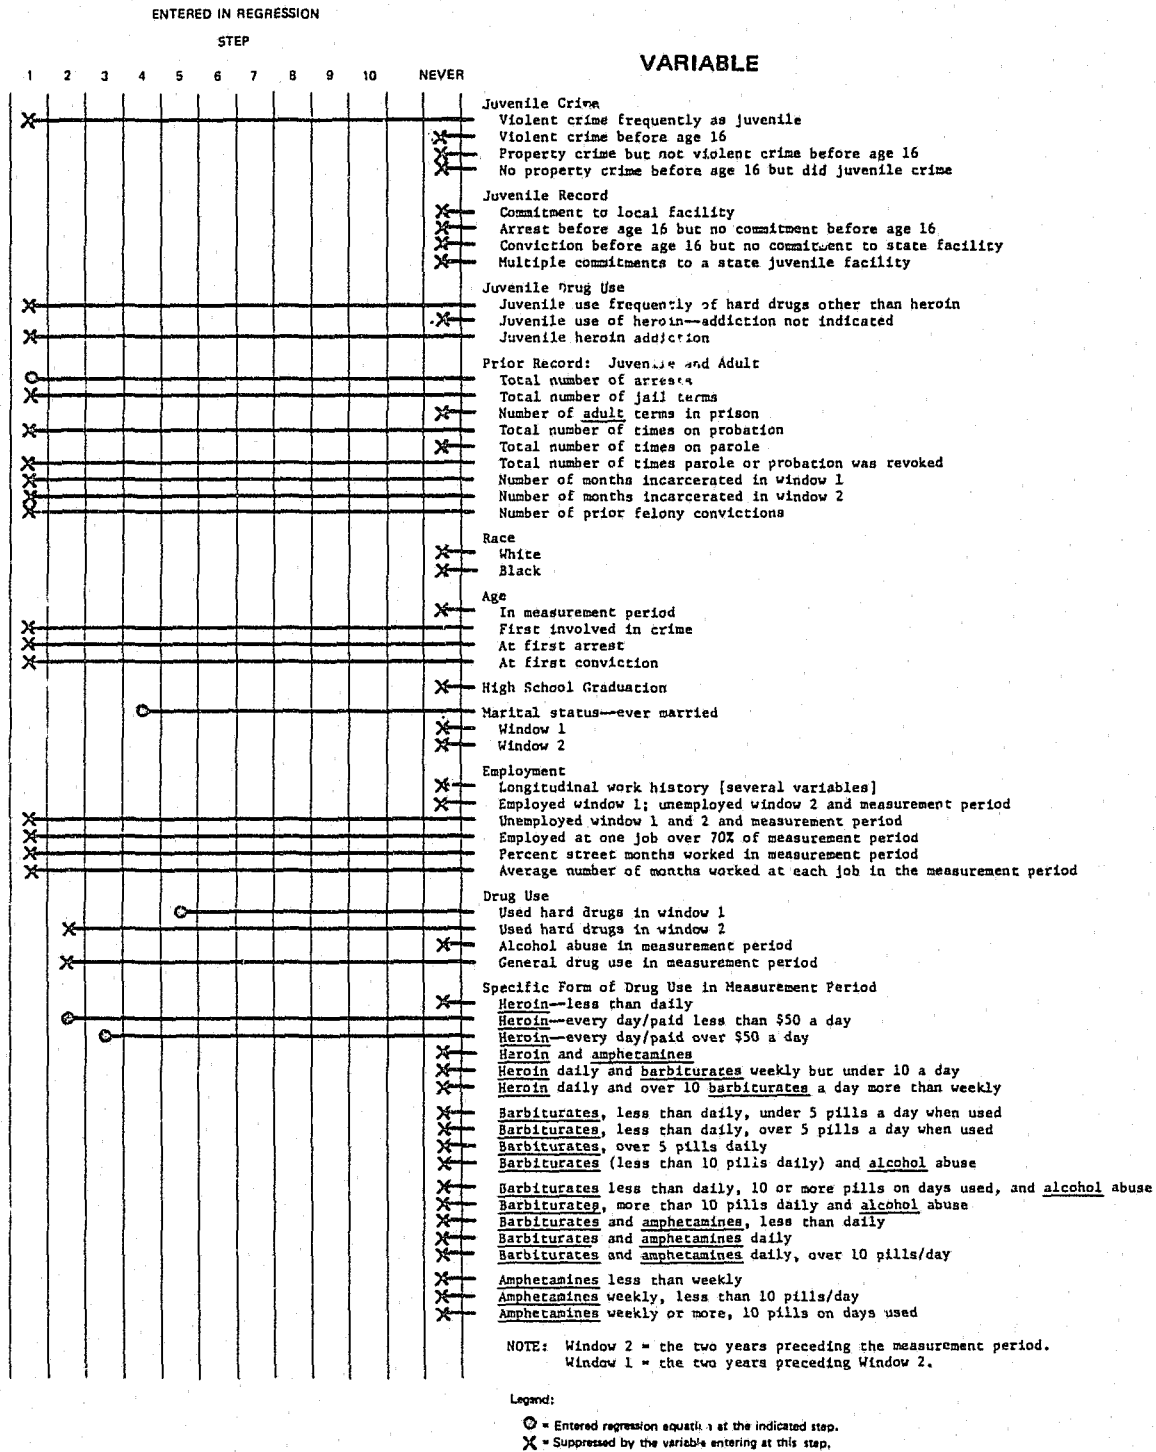 ENTERED IN REGRESSION
STEP
VARIABLE
1 2 3 4 5 6 7 8 9 10 NEVER
Juvenile Crime
Violent crime frequently as juvenile
Violent crime before age 16
Property crime but not violent crime before age 16
No property crime before age 16 but did juvenile crime
Juvenile Record
Commitment to local facility
Arrest before age 16 but no commitment before age 16
Conviction before age 16 but no commitment to state facility
Multiple commitments to a state juvenile facility
Juvenile Drug Use
Juvenile use frequently of hard drugs other than heroin
Juvenile use of heroin—addiction not indicated
Juvenile heroin addiction
Prior Record: Juvenile and Adult
Total number of arrests
Total number of jail terms
Number of adult terms in prison
Total number of times on probation
Total number of times on parole
Total number of times parole or probation was revoked
Number of months incarcerated in window 1
Number of months incarcerated in window 2
Number of prior felony convictions
Race
White
Black
Age
In measurement period
First involved in crime
At first arrest
At first conviction
High School Graduation
Marital status—ever married
Window 1
Window 2
Employment
Longitudinal work history [several variables]
Employed window 1; unemployed window 2 and measurement period
Unemployed window 1 and 2 and measurement period
Employed at one job over 70% of measurement period
Percent street months worked in measurement period
Average number of months worked at each job in the measurement period
Drug Use
Used hard drugs in window 1
Used hard drugs in window 2
Alcohol abuse in measurement period
General drug use in measurement period
Specific Form of Drug Use in Measurement Period
Heroin—less than daily
Heroin—every day/paid less than $50 a day
Heroin—every day/paid over $50 a day
Heroin and amphetamines
Heroin daily and barbiturates weekly but under 10 a day
Heroin daily and over 10 barbiturates a day more than weekly
Barbiturates, less than daily, under 5 pills a day when used
Barbiturates, less than daily, over 5 pills a day when used
Barbiturates, over 5 pills daily
Barbiturates (less than 10 pills daily) and alcohol abuse
Barbiturates less than daily, 10 or more pills on days used, and alcohol abuse
Barbiturates, more than 10 pills daily and alcohol abuse
Barbiturates and amphetamines, less than daily
Barbiturates and amphetamines daily
Barbiturates and amphetamines daily, over 10 pills/day
Amphetamines less than weekly
Amphetamines weekly, less than 10 pills/day
Amphetamines weekly or more, 10 pills on days used
NOTE: Window 2 = the two years preceding the measurement period.
Window 1 = the two years preceding Window 2.
Legend:
O = Entered regression equation at the indicated step.
X = Suppressed by the variable entering at this step.